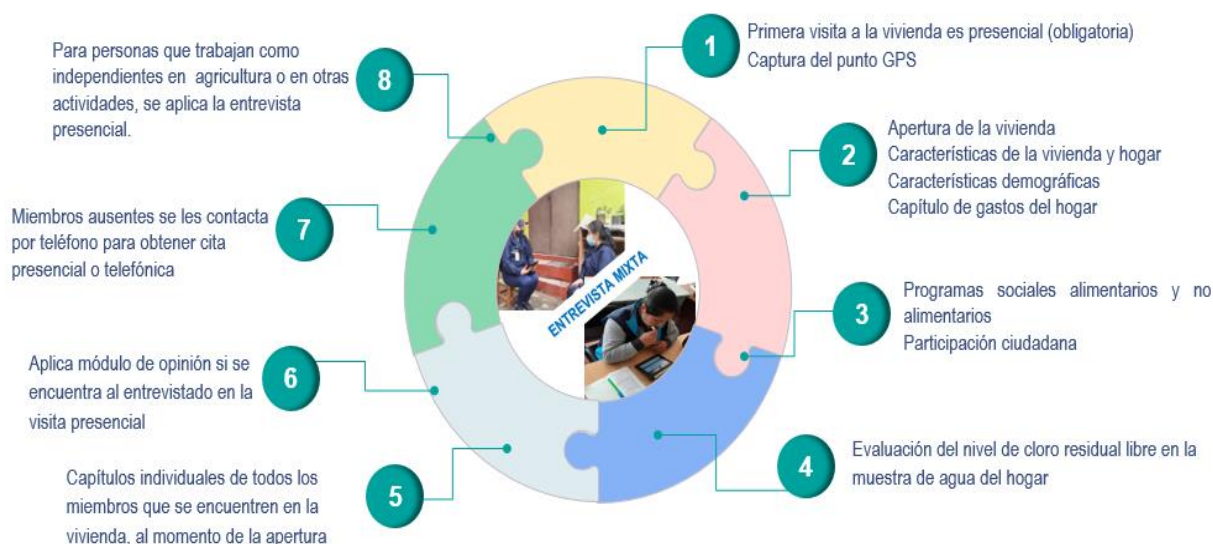 1
Primera visita a la vivienda es presencial (obligatoria)
Captura del punto GPS
2
Apertura de la vivienda
Características de la vivienda y hogar
Características demográficas
Capítulo de gastos del hogar
3
Programas sociales alimentarios y no
alimentarios
Participación ciudadana
4
Evaluación del nivel de cloro residual libre en la
muestra de agua del hogar
5
Capítulos individuales de todos los
miembros que se encuentren en la
vivienda, al momento de la apertura
6
Aplica módulo de opinión si se
encuentra al entrevistado en la
visita presencial
7
Miembros ausentes se les contacta
por teléfono para obtener cita
presencial o telefónica
8
Para personas que trabajan como
independientes en agricultura o en otras
actividades, se aplica la entrevista
presencial.
ENTREVISTA MIXTA